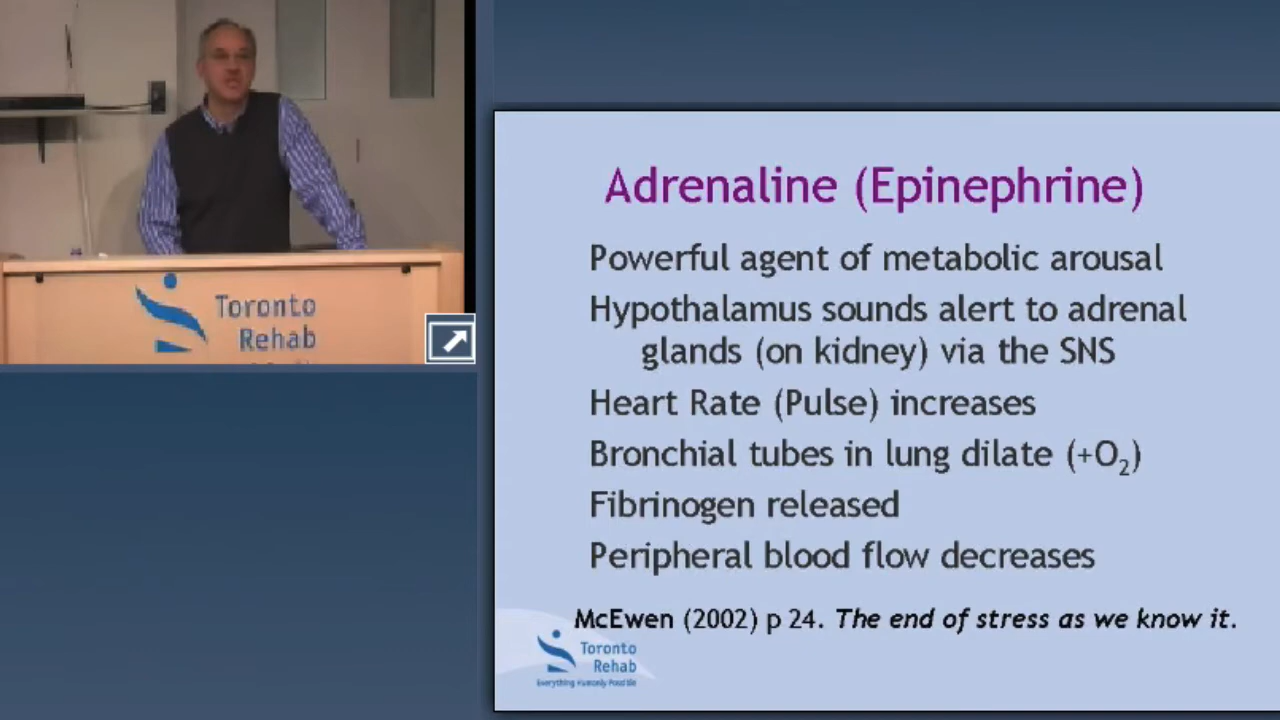 Toronto
Rehab
Adrenaline (Epinephrine)
Powerful agent of metabolic arousal
Hypothalamus sounds alert to adrenal
glands (on kidney) via the SNS
Heart Rate (Pulse) increases
Bronchial tubes in lung dilate (+O₂)
Fibrinogen released
Peripheral blood flow decreases
McEwen (2002) p 24. The end of stress as we know it.
Toronto
Rehab
Everything Humanly Possible